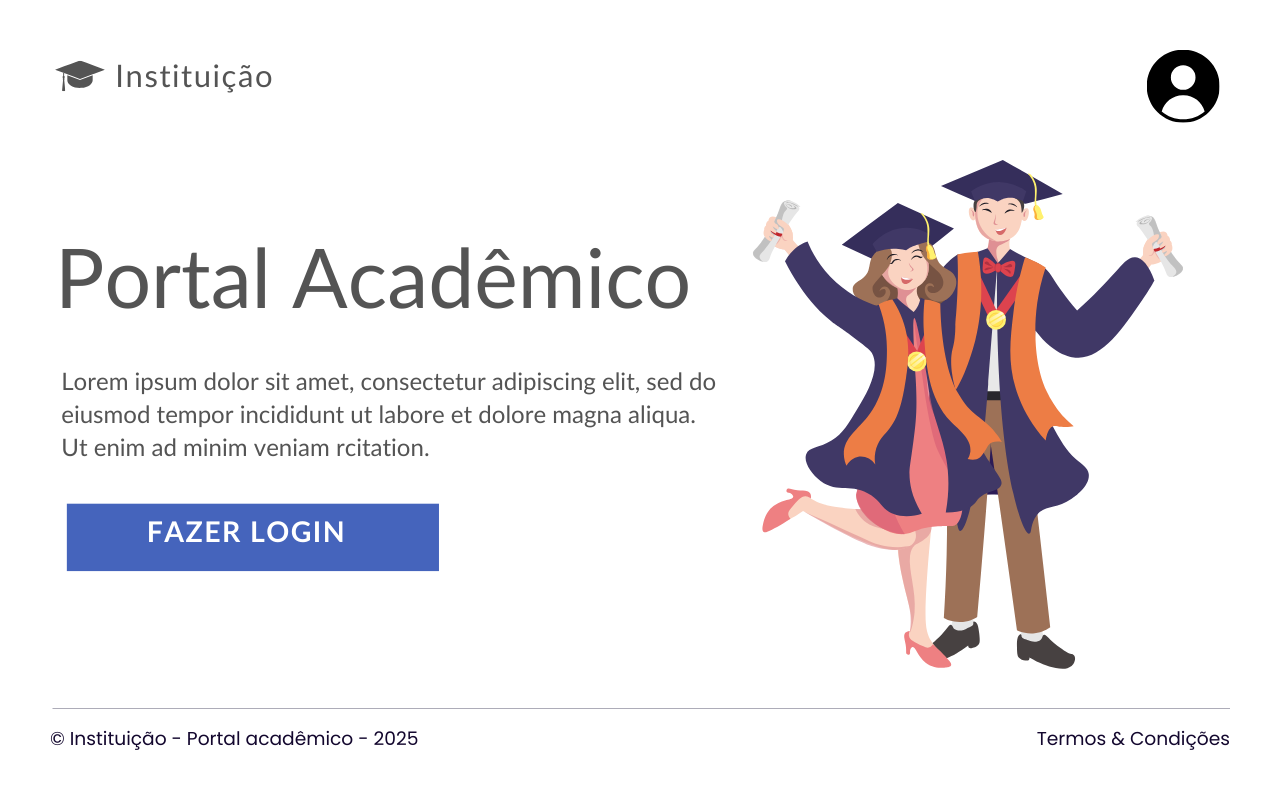 Instituição
Portal Acadêmico
Lorem ipsum dolor sit amet, consectetur adipiscing elit, sed do
eiusmod tempor incididunt ut labore et dolore magna aliqua.
Ut enim ad minim veniam rcitation.
FAZER LOGIN
© Instituição - Portal acadêmico - 2025
Termos & Condições